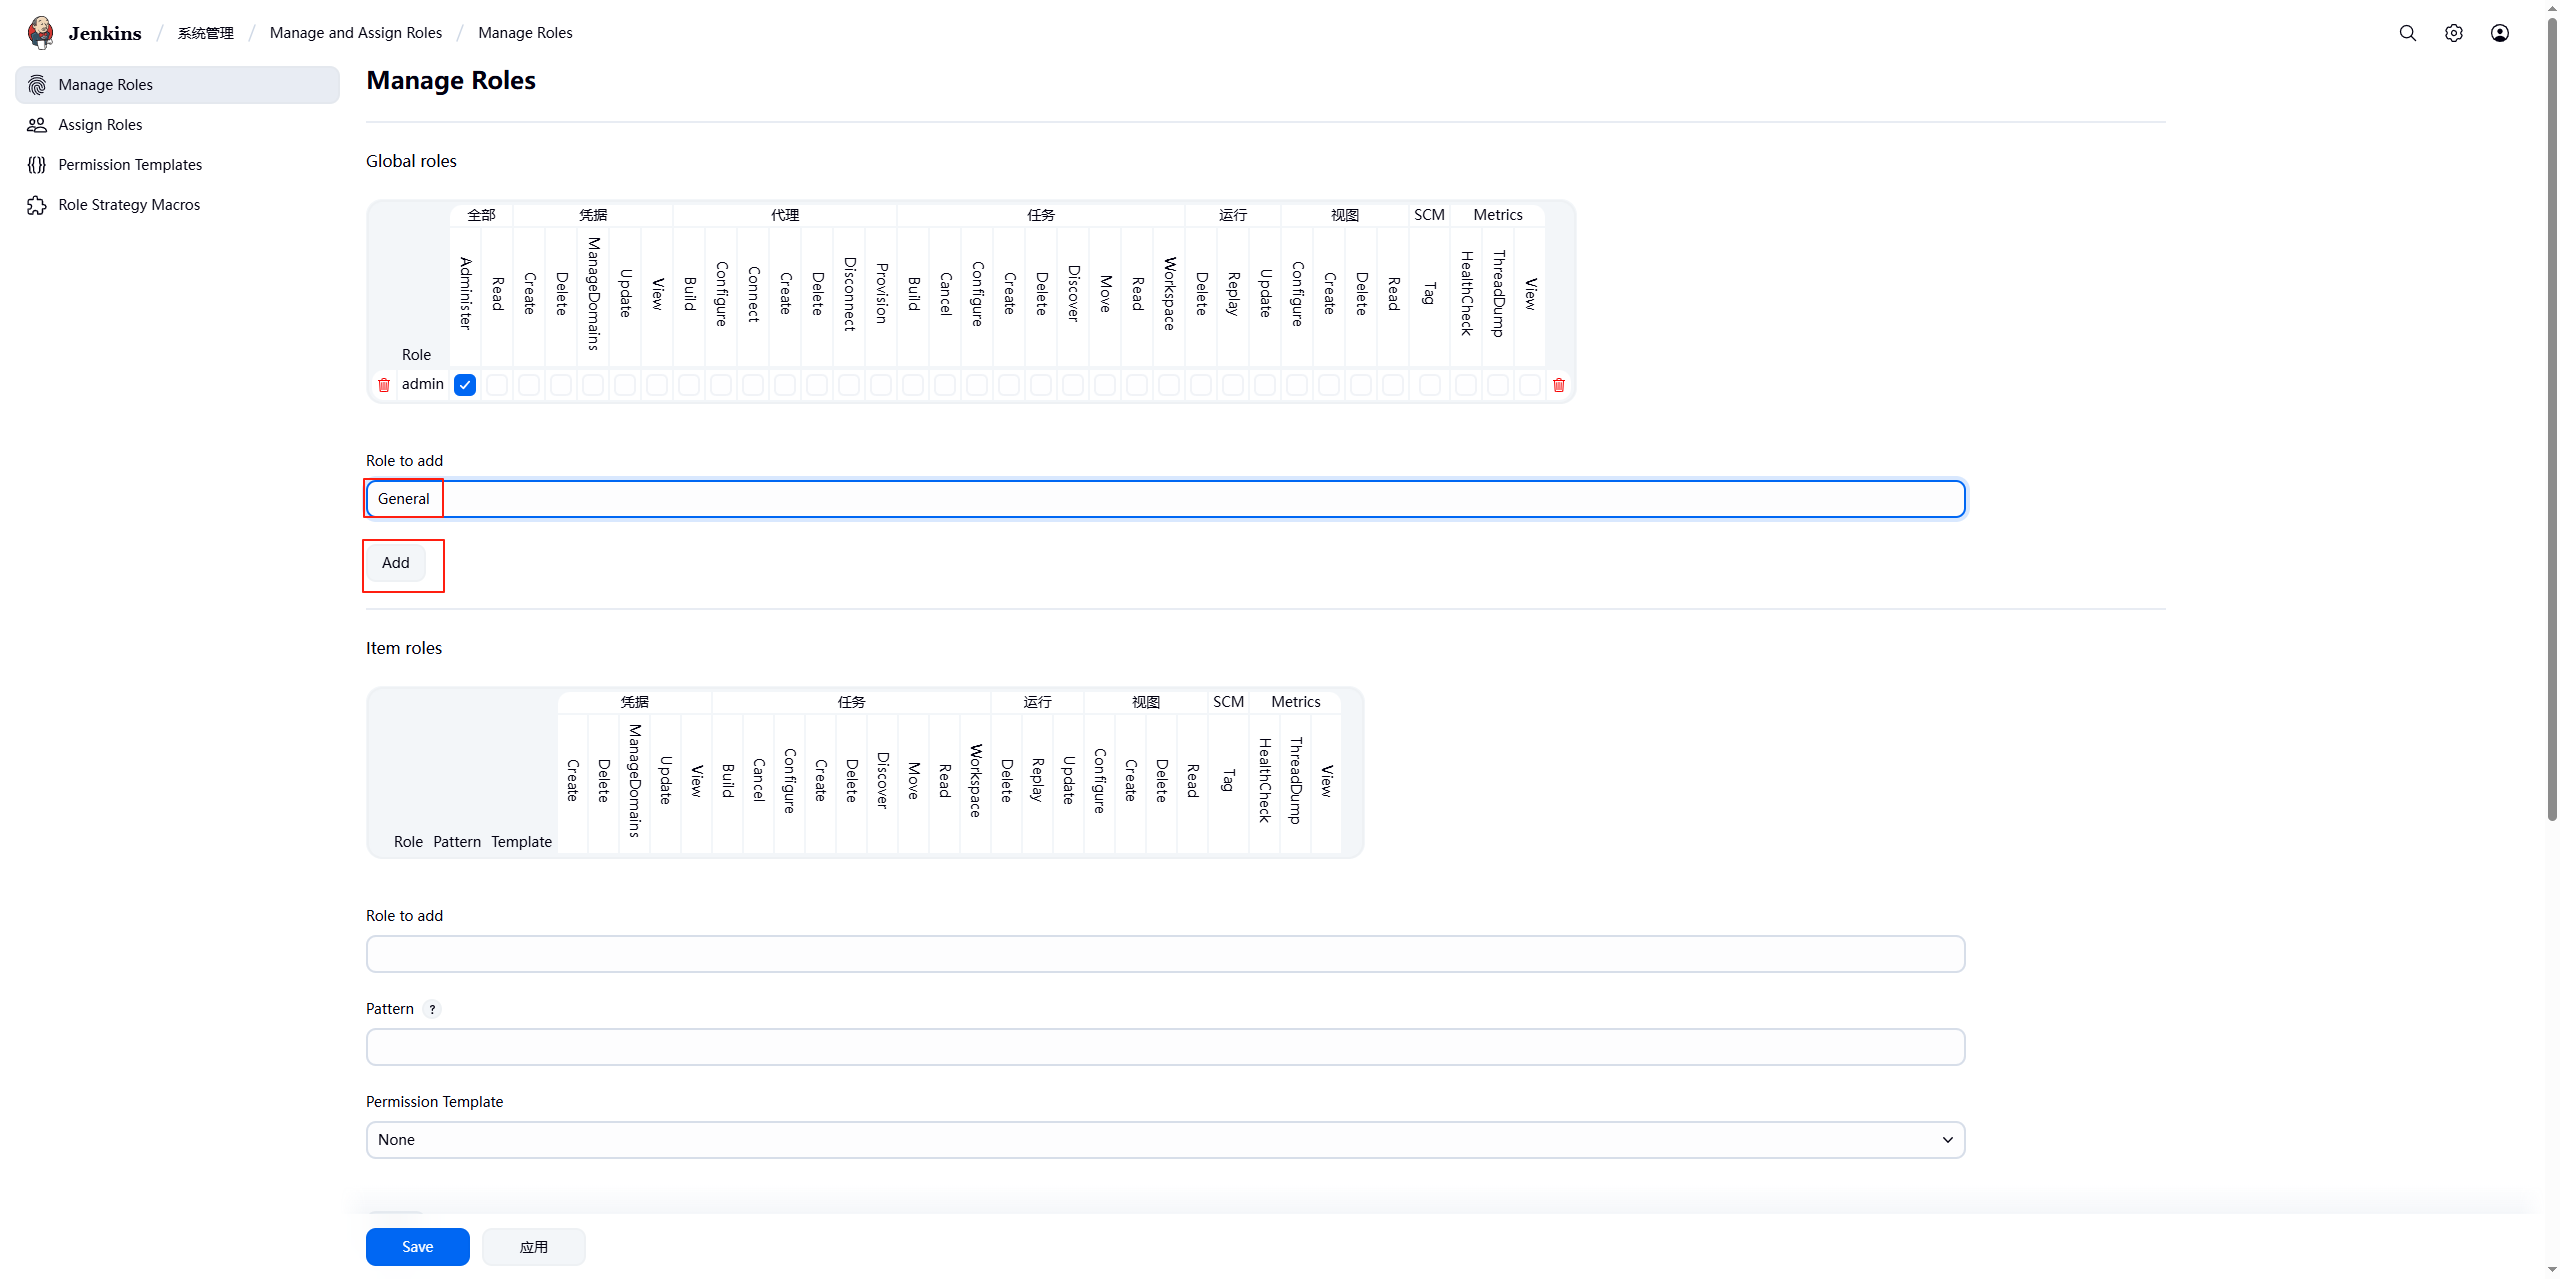 Jenkins / 系统管理 / Manage and Assign Roles / Manage Roles
Manage Roles
Assign Roles
Permission Templates
Role Strategy Macros
Manage Roles
Global roles
全部 凭据 代理 任务 运行 视图 SCM Metrics
Role Administer Read Create Delete ManageDomains Update View Build Configure Connect Create Delete Disconnect Provision Build Cancel Configure Create Delete Discover Move Read Workspace Delete Replay Update Configure Create Delete Read Tag HealthCheck ThreadDump View
admin
Role to add
General
Add
Item roles
凭据 任务 运行 视图 SCM Metrics
Role Pattern Template Create Delete ManageDomains Update View Build Cancel Configure Create Delete Discover Move Read Workspace Delete Replay Update Configure Create Delete Read Tag HealthCheck ThreadDump View
Role to add
Pattern ?
Permission Template
None
Save 应用